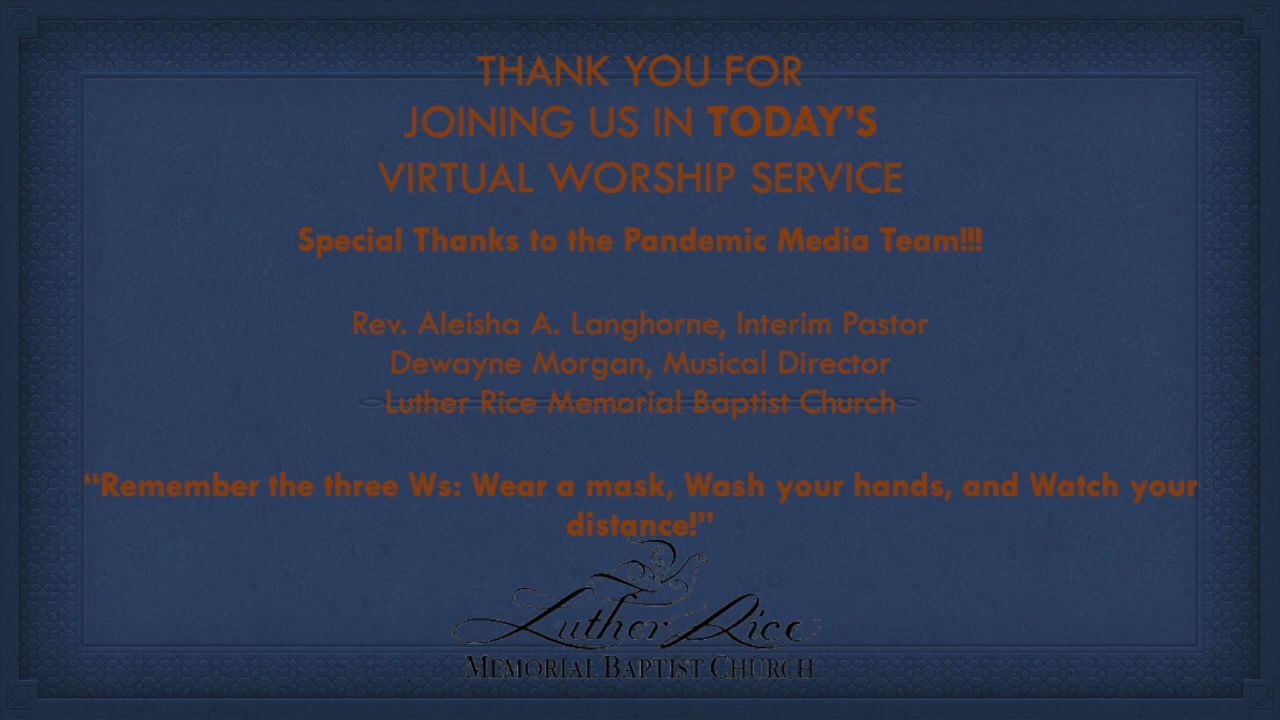 THANK YOU FOR
JOINING US IN TODAY’S
VIRTUAL WORSHIP SERVICE
Special Thanks to the Pandemic Media Team!!!
Rev. Aleisha A. Langhorne, Interim Pastor
Dewayne Morgan, Musical Director
Luther Rice Memorial Baptist Church
“Remember the three Ws: Wear a mask, Wash your hands, and Watch your
distance!”
Luther Rice
MEMORIAL BAPTIST CHURCH